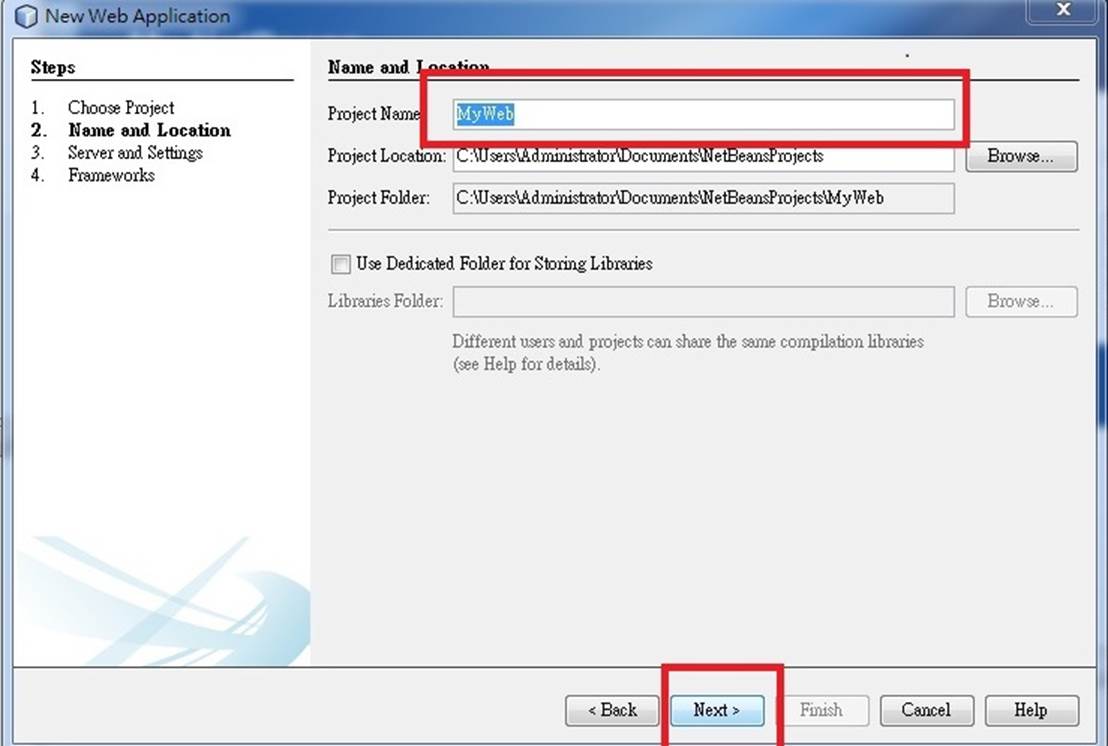 New Web Application
Steps
1. Choose Project
2. Name and Location
3. Server and Settings
4. Frameworks
Name and Location
Project Name
MyWeb
Project Location: C:\Users\Administrator\Documents\NetBeansProjects
Browse...
Project Folder: C:\Users\Administrator\Documents\NetBeansProjects\MyWeb
Use Dedicated Folder for Storing Libraries
Libraries Folder:
Browse...
Different users and projects can share the same compilation libraries
(see Help for details).
< Back Next > Finish Cancel Help